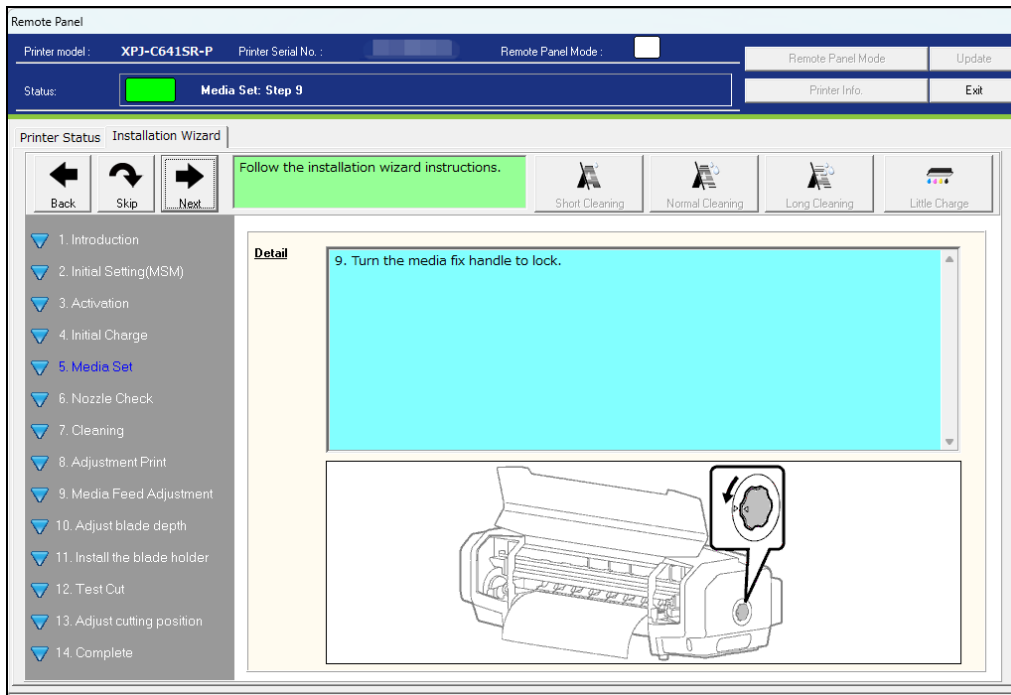 Remote Panel
Printer model : XPJ-C641SR-P Printer Serial No. : Remote Panel Mode :
Remote Panel Mode Update
Status: Media Set: Step 9
Printer Info. Exit
Printer Status Installation Wizard
Back Skip Next
Follow the installation wizard instructions.
Short Cleaning Normal Cleaning Long Cleaning Little Charge
1. Introduction
2. Initial Setting(MSM)
3. Activation
4. Initial Charge
5. Media Set
6. Nozzle Check
7. Cleaning
8. Adjustment Print
9. Media Feed Adjustment
10. Adjust blade depth
11. Install the blade holder
12. Test Cut
13. Adjust cutting position
14. Complete
Detail
9. Turn the media fix handle to lock.